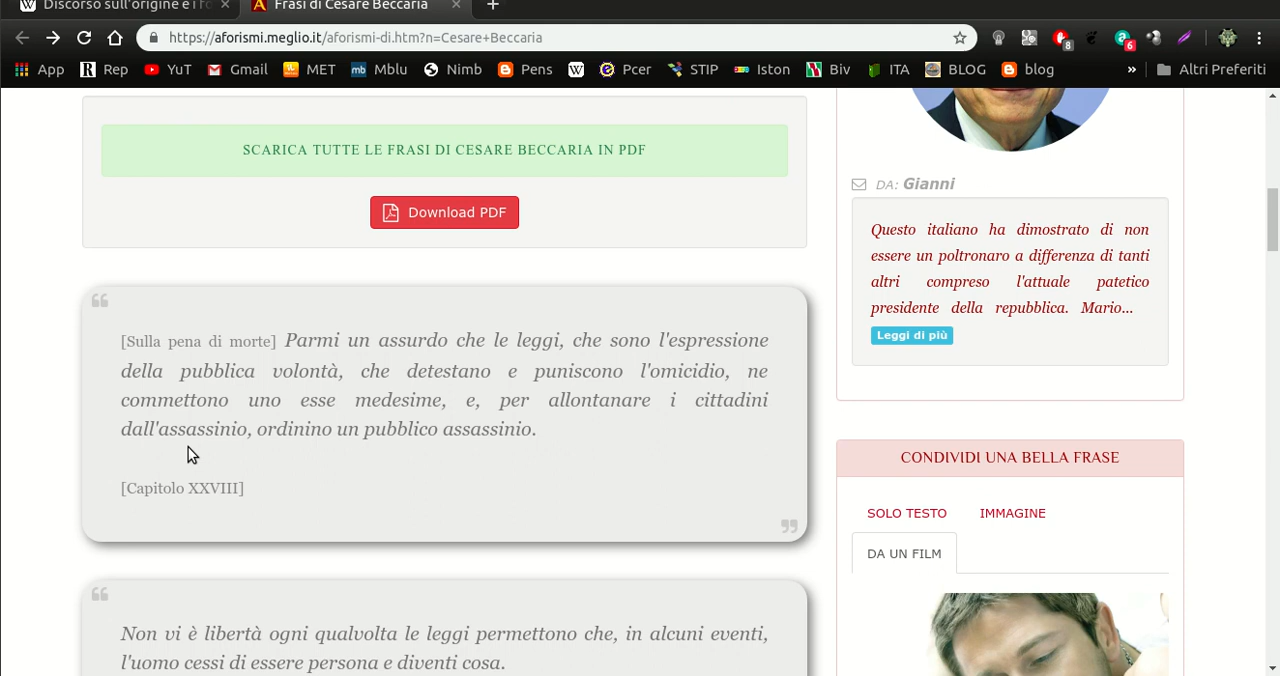 Discorso sull'origine e i fo
Frasi di Cesare Beccaria
https://aforismi.meglio.it/aforismi-di.htm?n=Cesare+Beccaria
8
6
App Rep YuT Gmail MET mb Mblu Nimb Pens W Pcer STIP Iston Biv ITA BLOG blog » Altri Preferiti
SCARICA TUTTE LE FRASI DI CESARE BECCARIA IN PDF
Download PDF
[Sulla pena di morte] Parmi un assurdo che le leggi, che sono l'espressione
della pubblica volontà, che detestano e puniscono l'omicidio, ne
commettono uno esse medesime, e, per allontanare i cittadini
dall'assassinio, ordinino un pubblico assassinio.
[Capitolo XXVIII]
Non vi è libertà ogni qualvolta le leggi permettono che, in alcuni eventi,
l'uomo cessi di essere persona e diventi cosa.
DA: Gianni
Questo italiano ha dimostrato di non
essere un poltronaro a differenza di tanti
altri compreso l'attuale patetico
presidente della repubblica. Mario...
Leggi di più
CONDIVIDI UNA BELLA FRASE
SOLO TESTO IMMAGINE
DA UN FILM